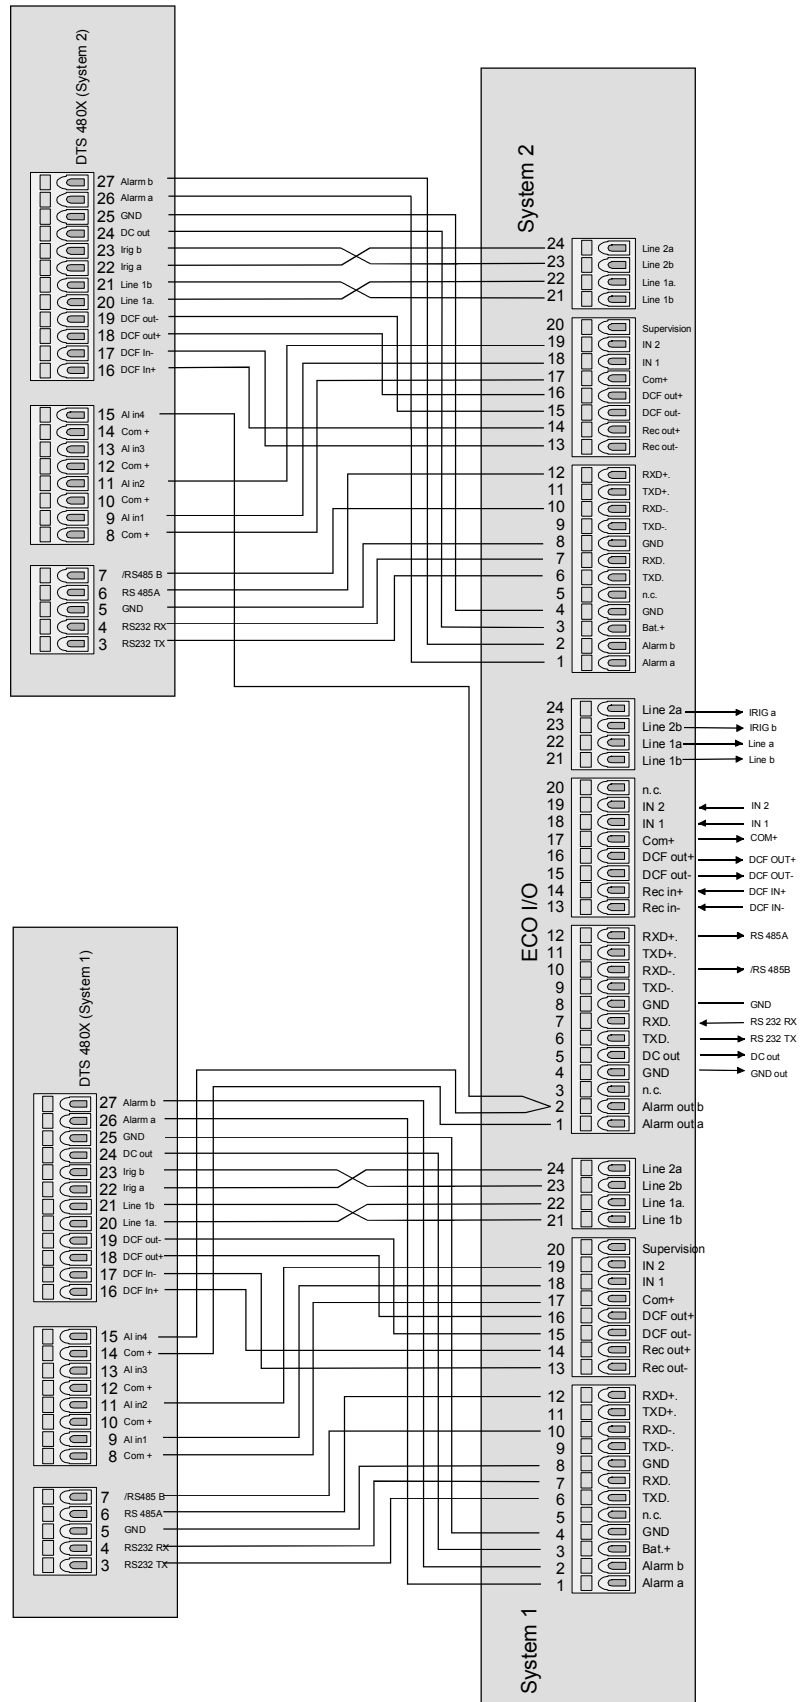 DTS 480X (System 2)
27 Alarm b
26 Alarm a
25 GND
24 DC out
23 Irig b
22 Irig a
21 Line 1b
20 Line 1a.
19 DCF out-
18 DCF out+
17 DCF In-
16 DCF In+
15 Al in4
14 Com +
13 Al in3
12 Com +
11 Al in2
10 Com +
9 Al in1
8 Com +
7 /RS485 B
6 RS 485A
5 GND
4 RS232 RX
3 RS232 TX
System 2
24 Line 2a
23 Line 2b
22 Line 1a.
21 Line 1b
20 Supervision
19 IN 2
18 IN 1
17 Com+
16 DCF out+
15 DCF out-
14 Rec out+
13 Rec out-
12 RXD+.
11 TXD+.
10 RXD-.
9 TXD-.
8 GND
7 RXD.
6 TXD.
5 n.c.
4 GND
3 Bat.+
2 Alarm b
1 Alarm a
ECO I/O
24 Line 2a IRIG a
23 Line 2b IRIG b
22 Line 1a Line a
21 Line 1b Line b
20 n.c.
19 IN 2 IN 2
18 IN 1 IN 1
17 Com+ COM+
16 DCF out+ DCF OUT+
15 DCF out- DCF OUT-
14 Rec in+ DCF IN+
13 Rec in- DCF IN-
12 RXD+. RS 485A
11 TXD+.
10 RXD-. /RS 485B
9 TXD-.
8 GND GND
7 RXD. RS 232 RX
6 TXD. RS 232 TX
5 DC out DC out
4 GND GND out
3 n.c.
2 Alarm out b
1 Alarm out a
DTS 480X (System 1)
27 Alarm b
26 Alarm a
25 GND
24 DC out
23 Irig b
22 Irig a
21 Line 1b
20 Line 1a.
19 DCF out-
18 DCF out+
17 DCF In-
16 DCF In+
15 Al in4
14 Com +
13 Al in3
12 Com +
11 Al in2
10 Com +
9 Al in1
8 Com +
7 /RS485 B
6 RS 485A
5 GND
4 RS232 RX
3 RS232 TX
24 Line 2a
23 Line 2b
22 Line 1a.
21 Line 1b
20 Supervision
19 IN 2
18 IN 1
17 Com+
16 DCF out+
15 DCF out-
14 Rec out+
13 Rec out-
12 RXD+.
11 TXD+.
10 RXD-.
9 TXD-.
8 GND
7 RXD.
6 TXD.
5 n.c.
4 GND
3 Bat.+
2 Alarm b
1 Alarm a
System 1